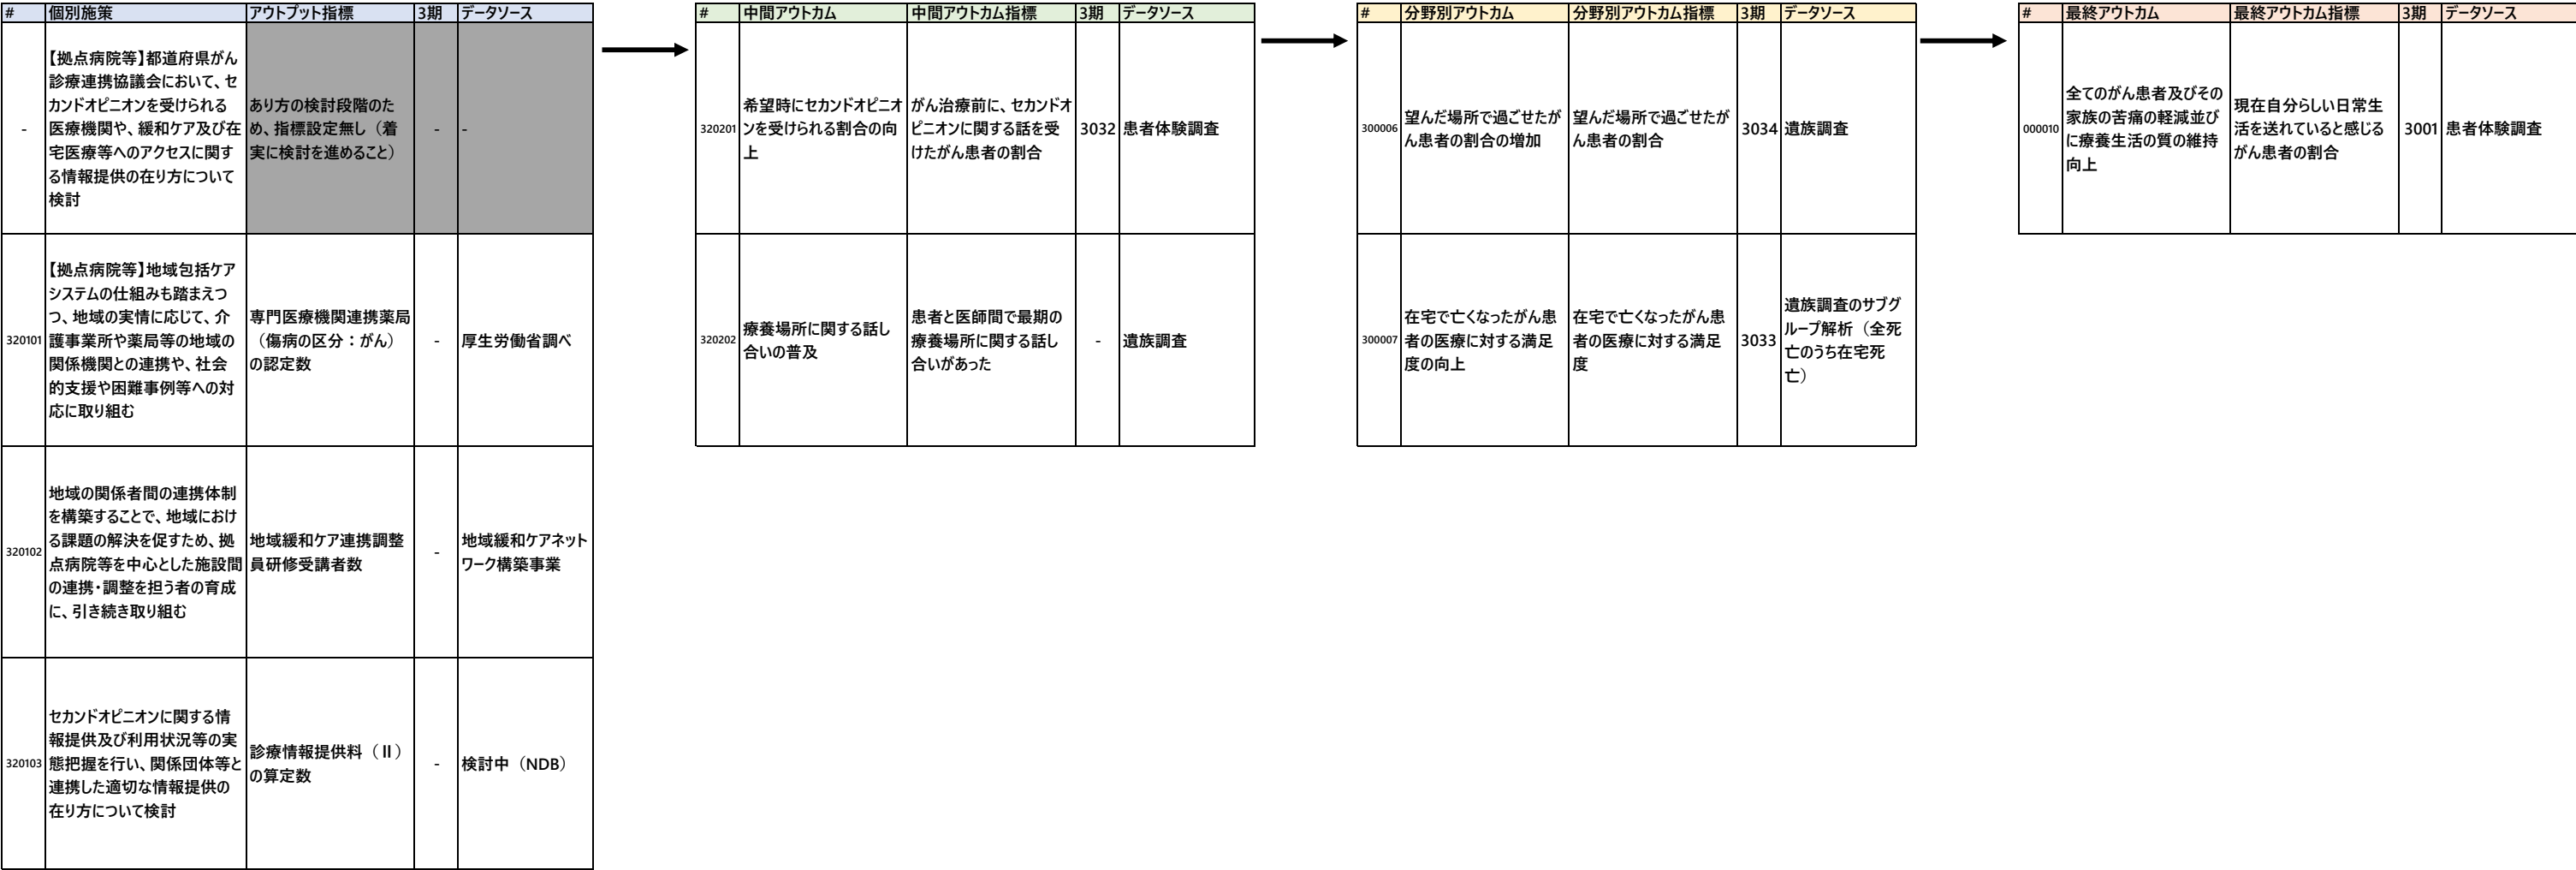 # 個別施策 アウトプット指標 3期 データソース
-
【拠点病院等】都道府県がん
診療連携協議会において、セ
カンドオピニオンを受けられる
医療機関や、緩和ケア及び在
宅医療等へのアクセスに関す
る情報提供の在り方について
検討
あり方の検討段階のた
め、指標設定無し（着
実に検討を進めること）
-
-
320101
【拠点病院等】地域包括ケア
システムの仕組みも踏まえつ
つ、地域の実情に応じて、介
護事業所や薬局等の地域の
関係機関との連携や、社会
的支援や困難事例等への対
応に取り組む
専門医療機関連携薬局
（傷病の区分：がん）
の認定数
-
厚生労働省調べ
320102
地域の関係者間の連携体制
を構築することで、地域におけ
る課題の解決を促すため、拠
点病院等を中心とした施設間
の連携・調整を担う者の育成
に、引き続き取り組む
地域緩和ケア連携調整
員研修受講者数
-
地域緩和ケアネット
ワーク構築事業
320103
セカンドオピニオンに関する情
報提供及び利用状況等の実
態把握を行い、関係団体等と
連携した適切な情報提供の
在り方について検討
診療情報提供料（Ⅱ）
の算定数
-
検討中（NDB）
# 中間アウトカム 中間アウトカム指標 3期 データソース
320201
希望時にセカンドオピニオ
ンを受けられる割合の向
上
がん治療前に、セカンドオ
ピニオンに関する話を受
けたがん患者の割合
3032
患者体験調査
320202
療養場所に関する話し
合いの普及
患者と医師間で最期の
療養場所に関する話し
合いがあった
-
遺族調査
# 分野別アウトカム 分野別アウトカム指標 3期 データソース
300006
望んだ場所で過ごせたが
ん患者の割合の増加
望んだ場所で過ごせたが
ん患者の割合
3034
遺族調査
300007
在宅で亡くなったがん患
者の医療に対する満足
度の向上
在宅で亡くなったがん患
者の医療に対する満足
度
3033
遺族調査のサブグ
ループ解析（全死
亡のうち在宅死
亡）
# 最終アウトカム 最終アウトカム指標 3期 データソース
000010
全てのがん患者及びその
家族の苦痛の軽減並び
に療養生活の質の維持
向上
現在自分らしい日常生
活を送れていると感じる
がん患者の割合
3001
患者体験調査